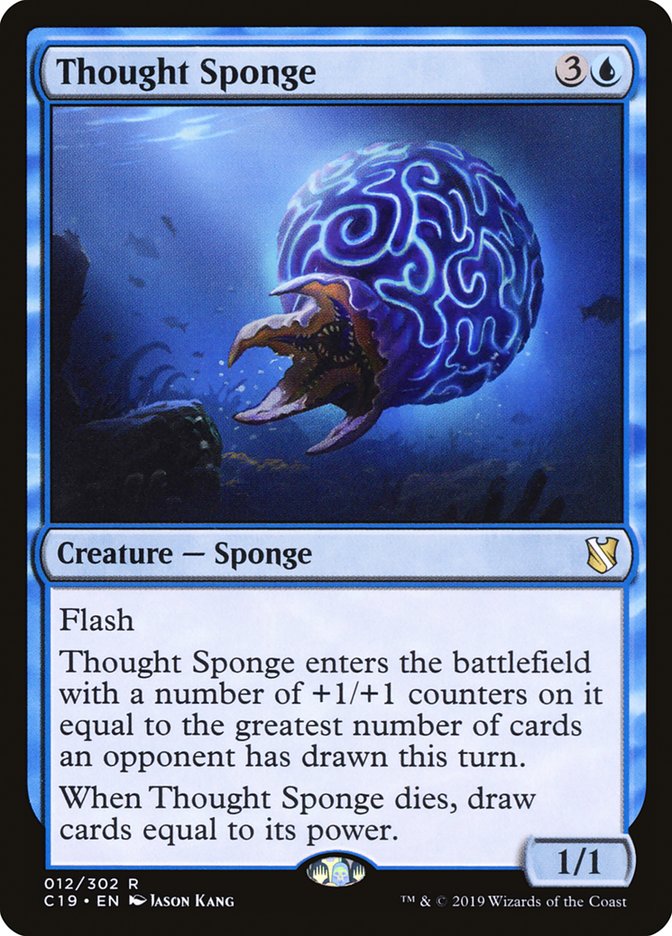 Thought Sponge 3
Creature — Sponge
Flash
Thought Sponge enters the battlefield
with a number of +1/+1 counters on it
equal to the greatest number of cards
an opponent has drawn this turn.
When Thought Sponge dies, draw
cards equal to its power.
1/1
012/302 R
C19 • EN Jason Kang
™ & © 2019 Wizards of the Coast